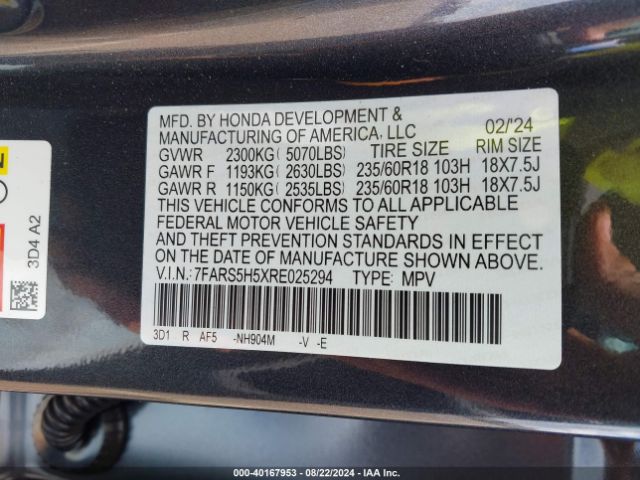 MFD. BY HONDA DEVELOPMENT &
MANUFACTURING OF AMERICA, LLC 02/'24
GVWR 2300KG (5070LBS) TIRE SIZE RIM SIZE
GAWR F 1193KG (2630LBS) 235/60R18 103H 18X7.5J
GAWR R 1150KG (2535LBS) 235/60R18 103H 18X7.5J
THIS VEHICLE CONFORMS TO ALL APPLICABLE
FEDERAL MOTOR VEHICLE SAFETY
AND THEFT PREVENTION STANDARDS IN EFFECT
ON THE DATE OF MANUFACTURE SHOWN ABOVE.
V.I.N.:7FARS5H5XRE025294 TYPE: MPV
3D1 R AF5 -NH904M -V -E
3D4 A2
000-40167953 - 08/22/2024 - IAA Inc.